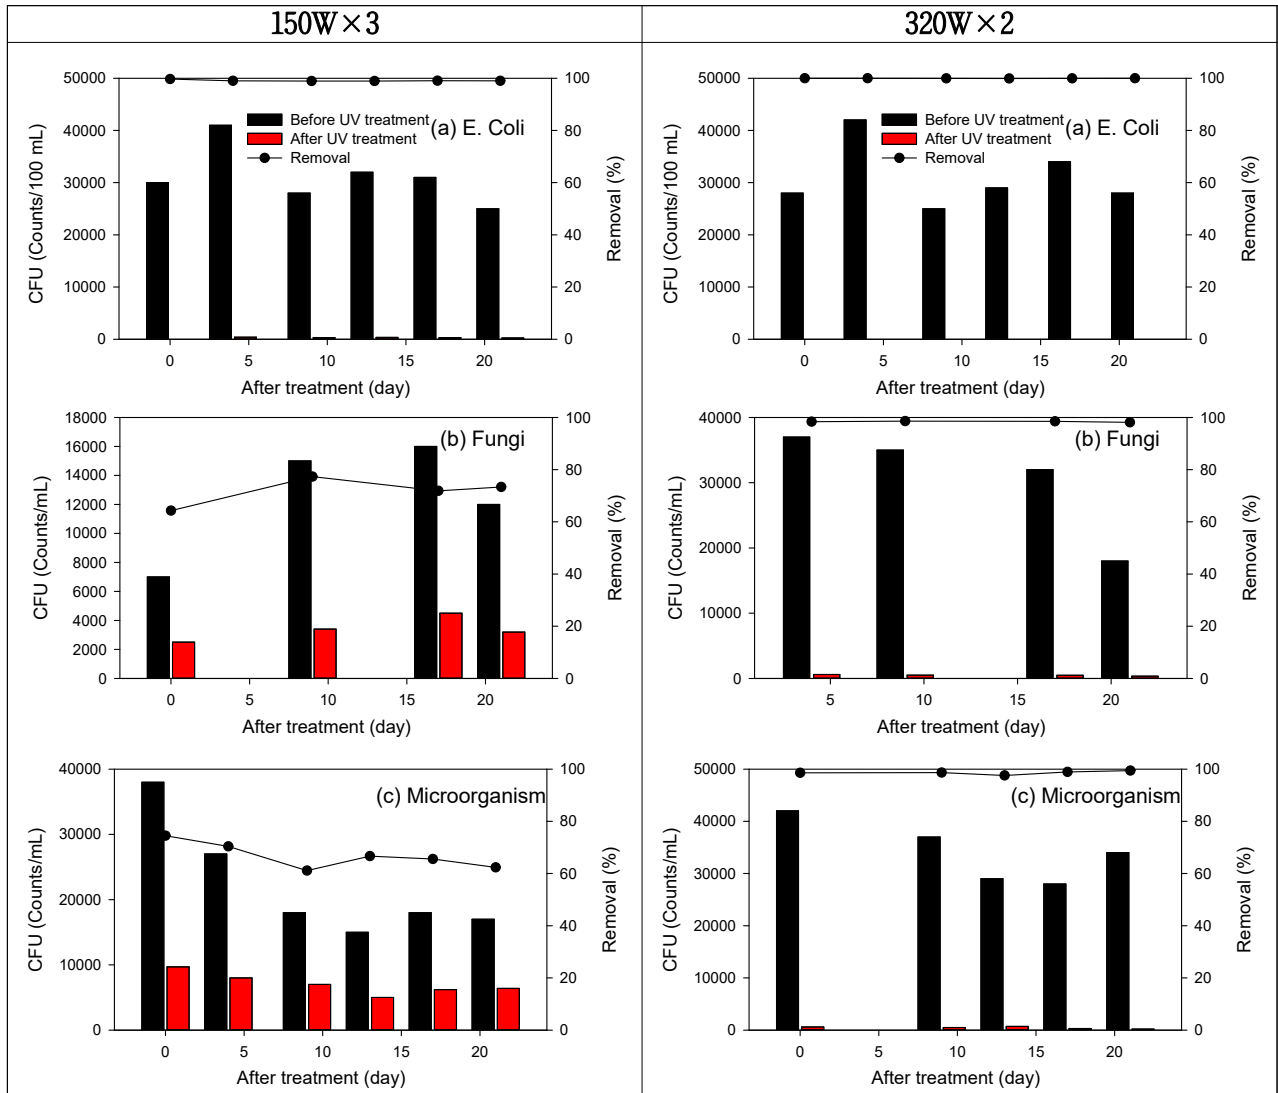 150W×3
320W×2
50000
40000
30000
20000
10000
0
CFU (Counts/100 mL)
Before UV treatment
After UV treatment
Removal
(a) E. Coli
100
80
60
40
20
0
Removal (%)
0 5 10 15 20
After treatment (day)
50000
40000
30000
20000
10000
0
CFU (Counts/100 mL)
Before UV treatment
After UV treatment
Removal
(a) E. Coli
100
80
60
40
20
0
Removal (%)
0 5 10 15 20
After treatment (day)
18000
16000
14000
12000
10000
8000
6000
4000
2000
0
CFU (Counts/mL)
(b) Fungi
100
80
60
40
20
0
Removal (%)
0 5 10 15 20
After treatment (day)
40000
30000
20000
10000
0
CFU (Counts/mL)
(b) Fungi
100
80
60
40
20
0
Removal (%)
5 10 15 20
After treatment (day)
40000
30000
20000
10000
0
CFU (Counts/mL)
(c) Microorganism
100
80
60
40
20
0
Removal (%)
0 5 10 15 20
After treatment (day)
50000
40000
30000
20000
10000
0
CFU (Counts/mL)
(c) Microorganism
100
80
60
40
20
0
Removal (%)
0 5 10 15 20
After treatment (day)